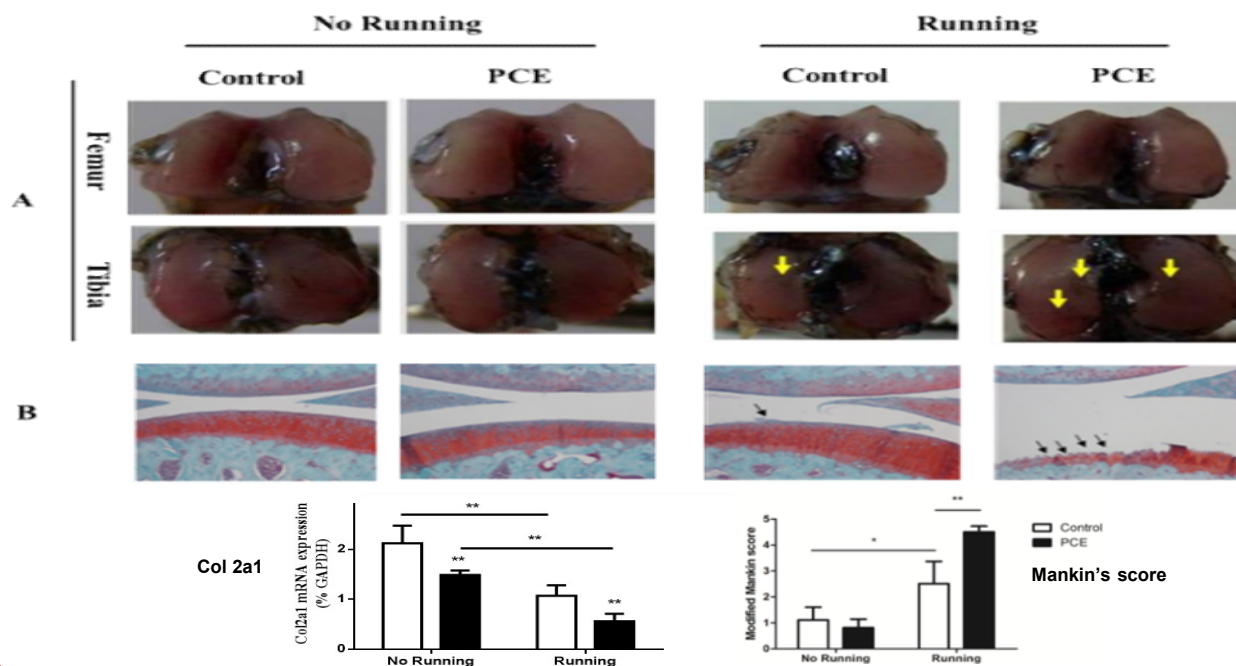 No Running Running
Control PCE Control PCE
A
Femur
Tibia
B
Col 2a1
Col2a1 mRNA expression
(% GAPDH)
2
1
0
**
**
**
**
No Running Running
Modified Mankin score
5
4
3
2
1
0
*
**
No Running Running
Control
PCE
Mankin's score